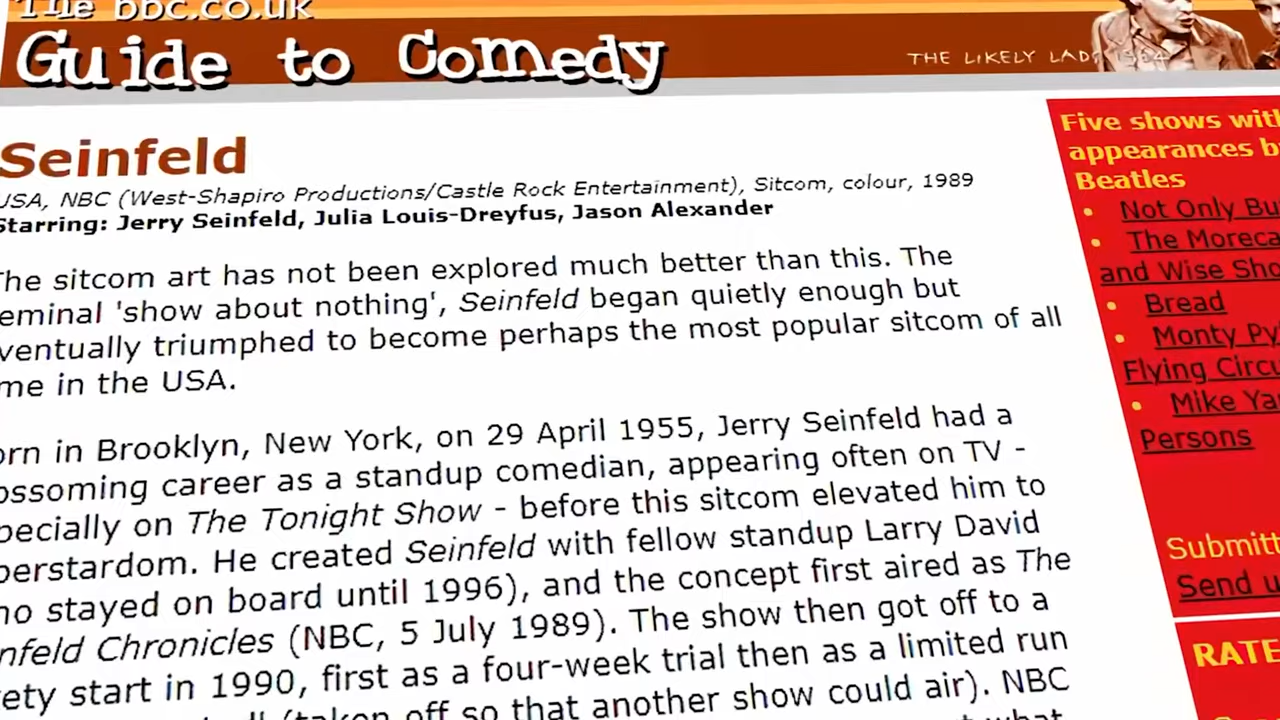 The bbc.co.uk
Guide to Comedy
THE LIKELY LADS 1964
Seinfeld
USA, NBC (West-Shapiro Productions/Castle Rock Entertainment), Sitcom, colour, 1989
Starring: Jerry Seinfeld, Julia Louis-Dreyfus, Jason Alexander
The sitcom art has not been explored much better than this. The
eminal 'show about nothing', Seinfeld began quietly enough but
ventually triumphed to become perhaps the most popular sitcom of all
me in the USA.
orn in Brooklyn, New York, on 29 April 1955, Jerry Seinfeld had a
ossoming career as a standup comedian, appearing often on TV -
pecially on The Tonight Show - before this sitcom elevated him to
perstardom. He created Seinfeld with fellow standup Larry David
ho stayed on board until 1996), and the concept first aired as The
nfeld Chronicles (NBC, 5 July 1989). The show then got off to a
ety start in 1990, first as a four-week trial then as a limited run
(taken off so that another show could air). NBC
what
Five shows with
appearances b
Beatles
• Not Only Bu
• The Moreca
and Wise Sho
• Bread
• Monty Py
Flying Circu
• Mike Ya
Persons
Submitt
Send u
RATE